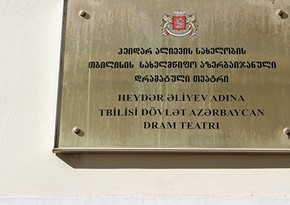 ჰეიდარ ალიევის სახელობის
თბილისის სახელმწიფო აზერბაიჯანული
დრამატული თეატრი
HEYDƏR ƏLİYEV ADINA
TBİLİSİ DÖVLƏT AZƏRBAYCAN
DRAM TEATRI